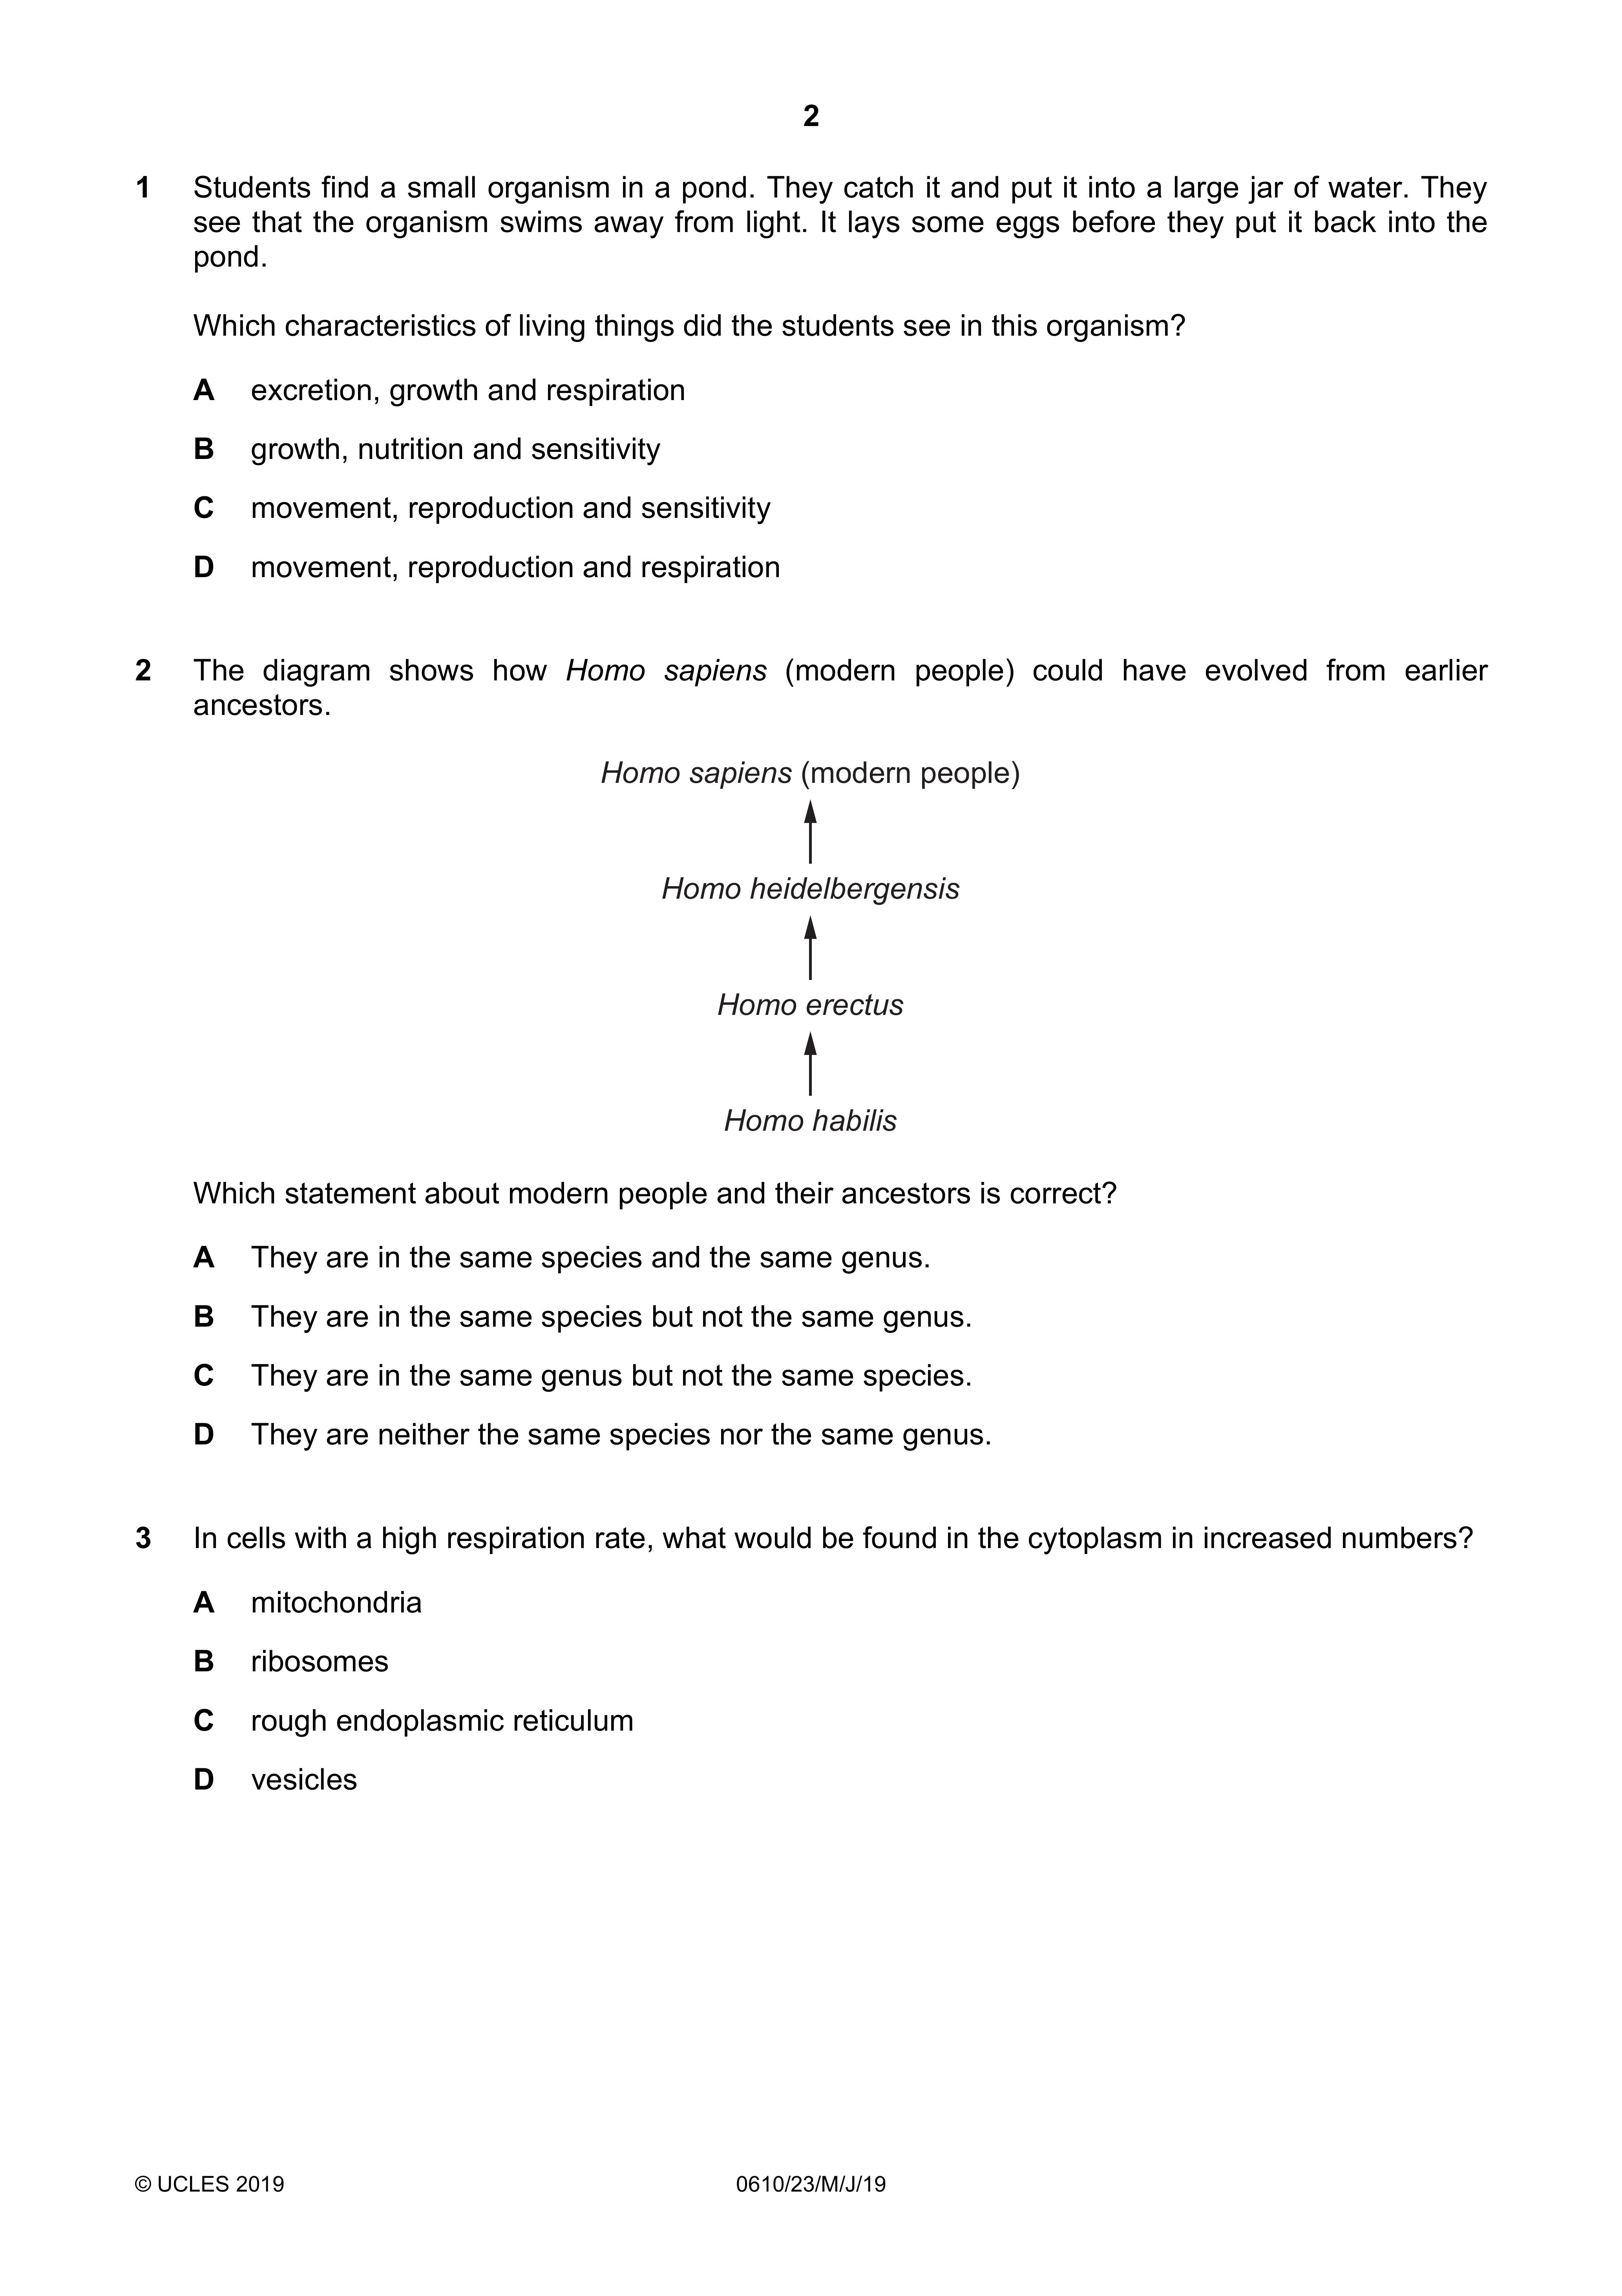 2
1 Students find a small organism in a pond. They catch it and put it into a large jar of water. They
see that the organism swims away from light. It lays some eggs before they put it back into the
pond.
Which characteristics of living things did the students see in this organism?
A excretion, growth and respiration
B growth, nutrition and sensitivity
C movement, reproduction and sensitivity
D movement, reproduction and respiration
2 The diagram shows how Homo sapiens (modern people) could have evolved from earlier
ancestors.
Homo sapiens (modern people)
Homo heidelbergensis
Homo erectus
Homo habilis
Which statement about modern people and their ancestors is correct?
A They are in the same species and the same genus.
B They are in the same species but not the same genus.
C They are in the same genus but not the same species.
D They are neither the same species nor the same genus.
3 In cells with a high respiration rate, what would be found in the cytoplasm in increased numbers?
A mitochondria
B ribosomes
C rough endoplasmic reticulum
D vesicles
© UCLES 2019 0610/23/M/J/19